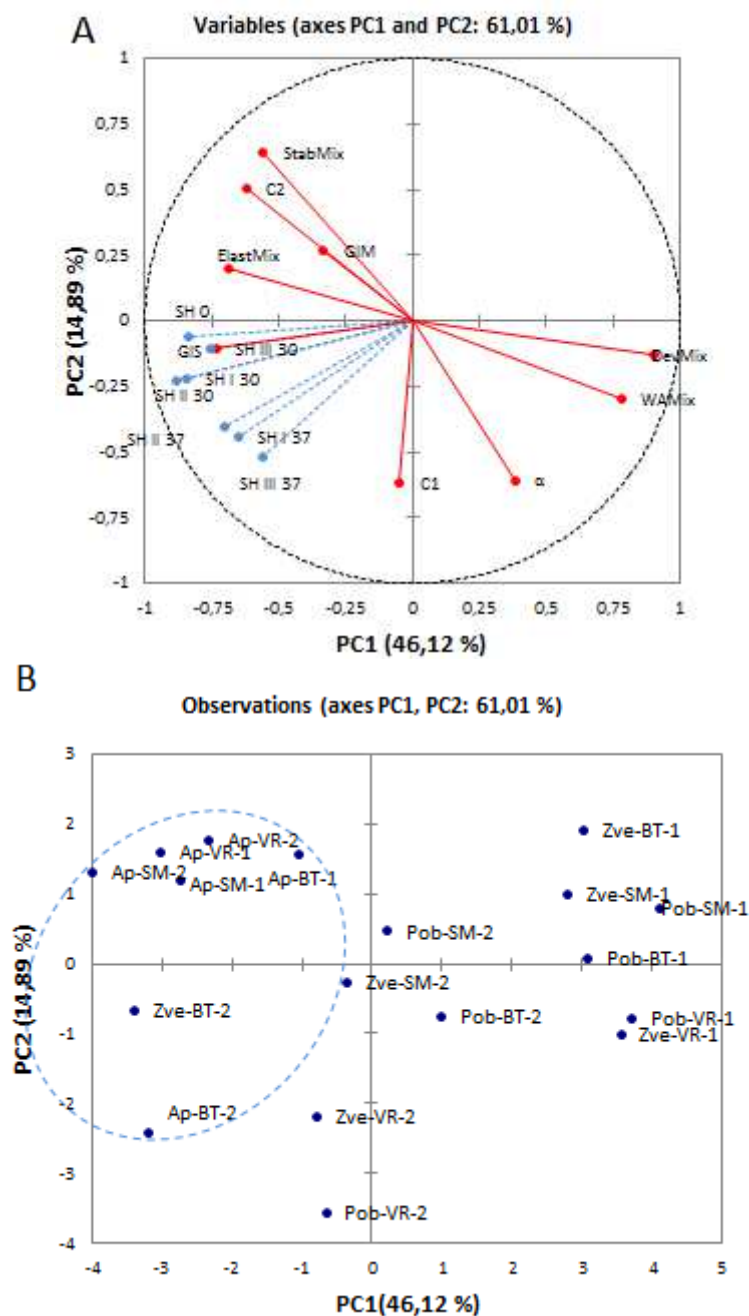 A
Variables (axes PC1 and PC2: 61,01 %)
1
0,75
StabMix
0,5
C2
0,25
GIM
ElastMix
SH 0
0
GIS
SH III 30
DevMix
-0,25
SH I 30
SH II 30
WAMix
-0,5
SH II 37
SH I 37
SH III 37
C1
α
-0,75
-1
-1
-0,75
-0,5
-0,25
0
0,25
0,5
0,75
1
PC2 (14,89 %)
PC1 (46,12 %)
B
Observations (axes PC1, PC2: 61,01 %)
3
2
Zve-BT-1
Ap-VR-2
Ap-VR-1
Ap-SM-2
Ap-SM-1
Ap-BT-1
1
Zve-SM-1
Pob-SM-1
Pob-SM-2
Pob-BT-1
0
Zve-SM-2
Zve-BT-2
Pob-BT-2
Pob-VR-1
-1
Zve-VR-1
-2
Ap-BT-2
Zve-VR-2
-3
Pob-VR-2
-4
-4
-3
-2
-1
0
1
2
3
4
5
PC2 (14,89 %)
PC1(46,12 %)